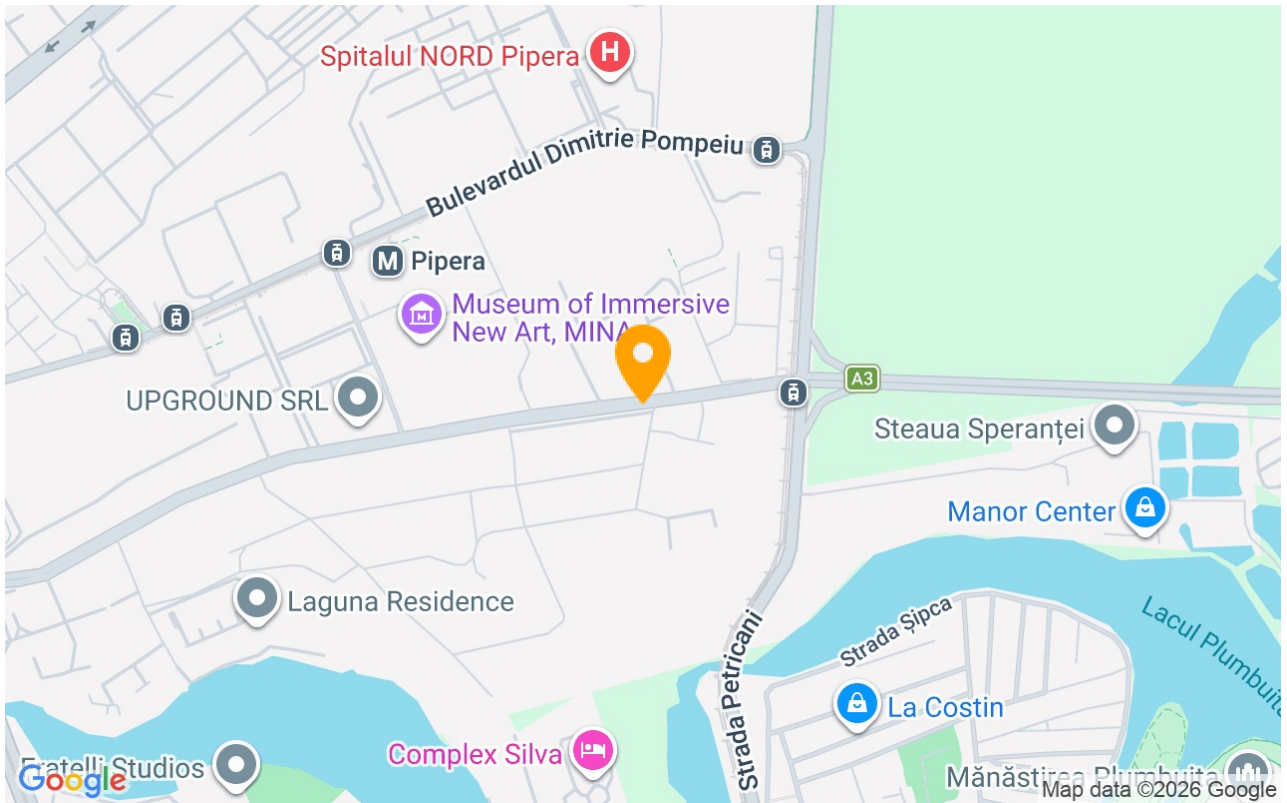 Spitalul NORD Pipera
H
Bulevardul Dimitrie Pompeiu
M Pipera
Museum of Immersive
New Art, MINA
UPGROUND SRL
A3
Steaua Speranței
Manor Center
Laguna Residence
Strada Șipca
Lacul Plumbuita
Strada Petricani
La Costin
Complex Silva
Fratelli Studios
Mănăstirea Plumbuita
Google
Map data ©2026 Google